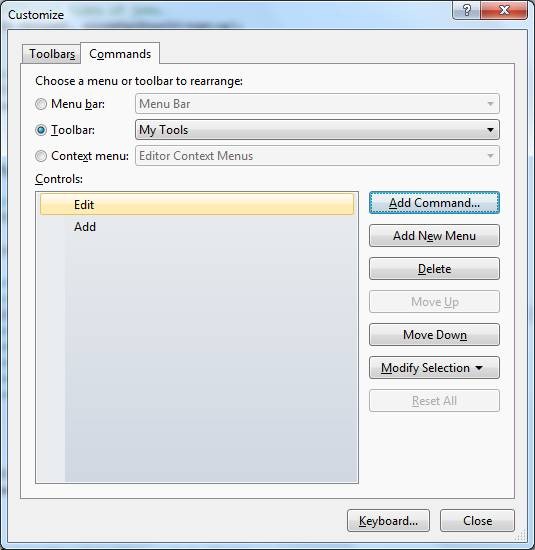 Customize
Toolbars Commands
Choose a menu or toolbar to rearrange:
Menu bar: Menu Bar
Toolbar: My Tools
Context menu: Editor Context Menus
Controls:
Edit
Add
Add Command...
Add New Menu
Delete
Move Up
Move Down
Modify Selection
Reset All
Keyboard... Close